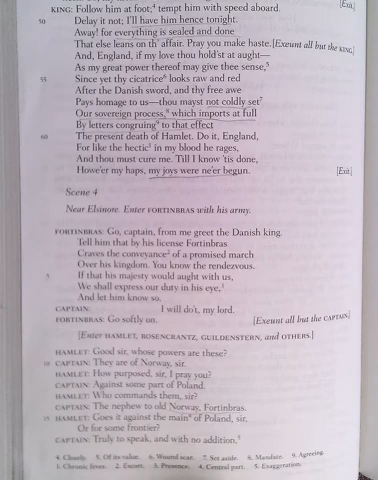 [Exit.]
KING: Follow him at foot;⁴ tempt him with speed aboard.
50 Delay it not; I'll have him hence tonight.
Away! for everything is sealed and done
That else leans on th' affair. Pray you make haste. [Exeunt all but the KING.]
And, England, if my love thou hold'st at aught—
As my great power thereof may give thee sense,⁵
55 Since yet thy cicatrice⁶ looks raw and red
After the Danish sword, and thy free awe
Pays homage to us—thou mayst not coldly set⁷
Our sovereign process,⁸ which imports at full
By letters congruing⁹ to that effect
60 The present death of Hamlet. Do it, England,
For like the hectic¹ in my blood he rages,
And thou must cure me. Till I know 'tis done,
Howe'er my haps, my joys were ne'er begun. [Exit.]
Scene 4
Near Elsinore. Enter FORTINBRAS with his army.
FORTINBRAS: Go, captain, from me greet the Danish king.
Tell him that by his license Fortinbras
Craves the conveyance² of a promised march
Over his kingdom. You know the rendezvous.
5 If that his majesty would aught with us,
We shall express our duty in his eye,³
And let him know so.
CAPTAIN: I will do't, my lord.
FORTINBRAS: Go softly on. [Exeunt all but the CAPTAIN.]
[Enter HAMLET, ROSENCRANTZ, GUILDENSTERN, and OTHERS.]
HAMLET: Good sir, whose powers are these?
10 CAPTAIN: They are of Norway, sir.
HAMLET: How purposed, sir, I pray you?
CAPTAIN: Against some part of Poland.
HAMLET: Who commands them, sir?
CAPTAIN: The nephew to old Norway, Fortinbras.
15 HAMLET: Goes it against the main⁴ of Poland, sir,
Or for some frontier?
CAPTAIN: Truly to speak, and with no addition,⁵
4. Closely. 5. Of its value. 6. Wound scar. 7. Set aside. 8. Mandate. 9. Agreeing.
1. Chronic fever. 2. Escort. 3. Presence. 4. Central part. 5. Exaggeration.